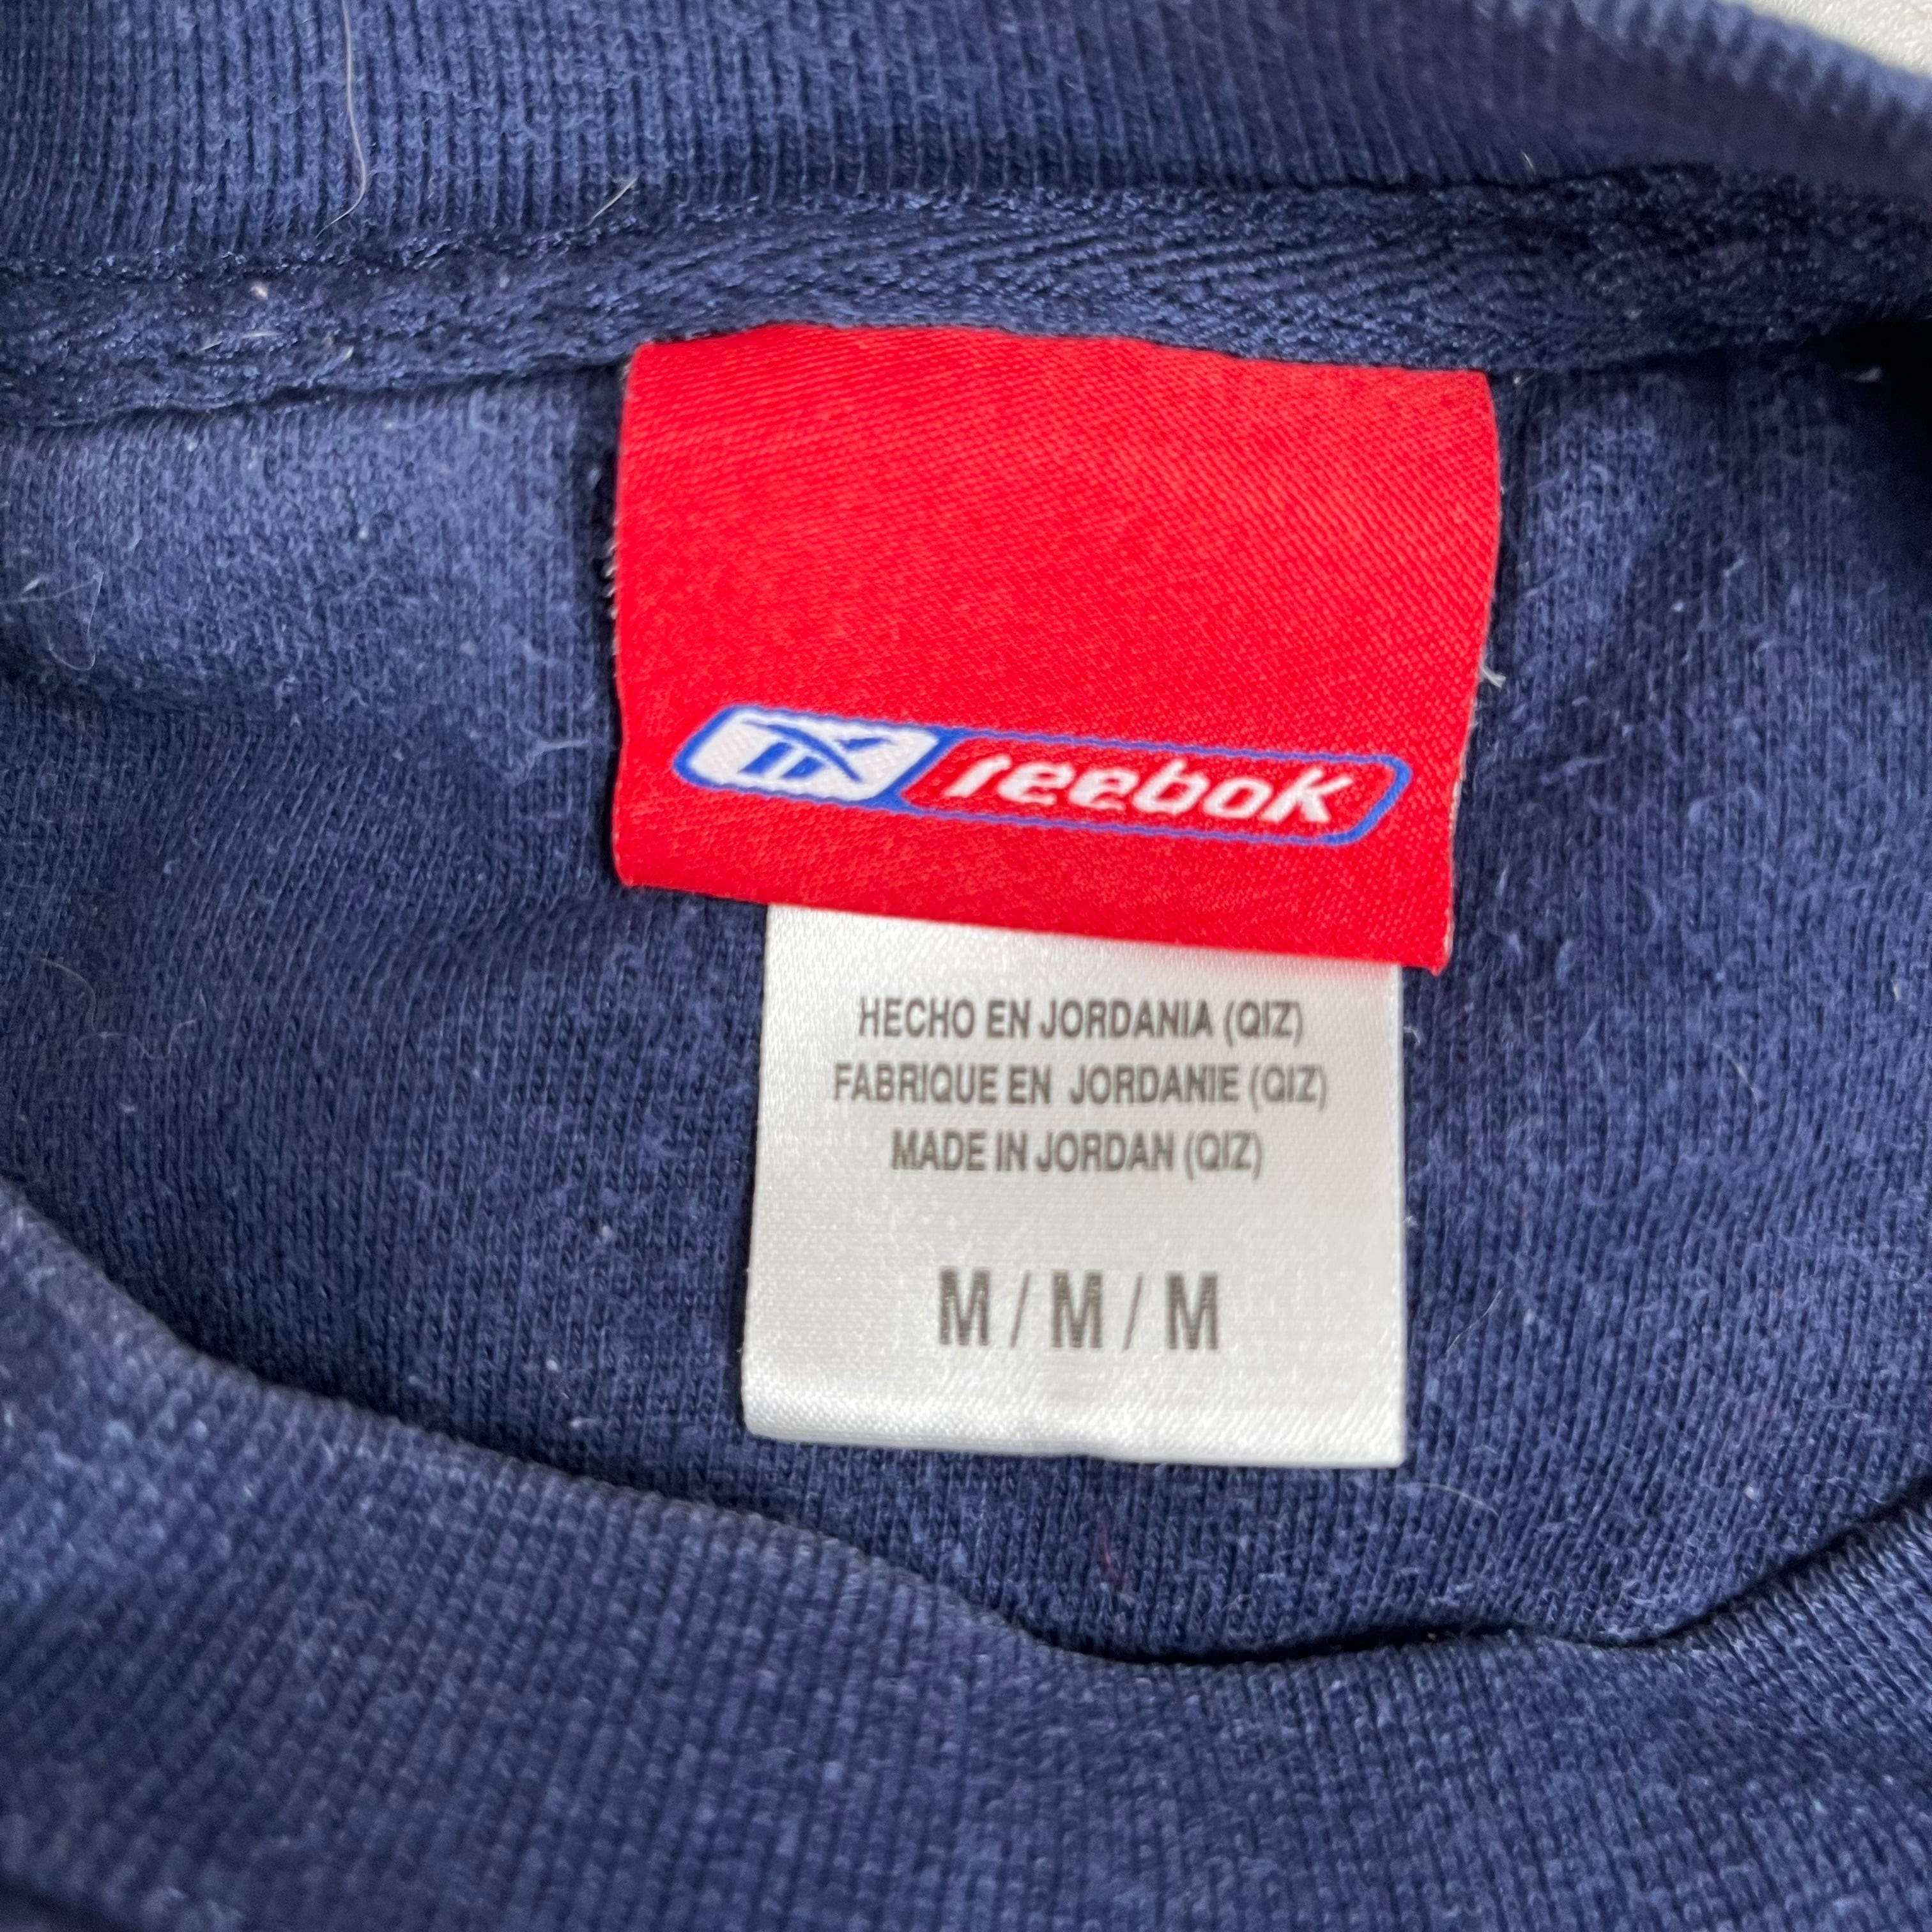 reebok
HECHO EN JORDANIA (QIZ)
FABRIQUE EN JORDANIE (QIZ)
MADE IN JORDAN (QIZ)
M / M / M